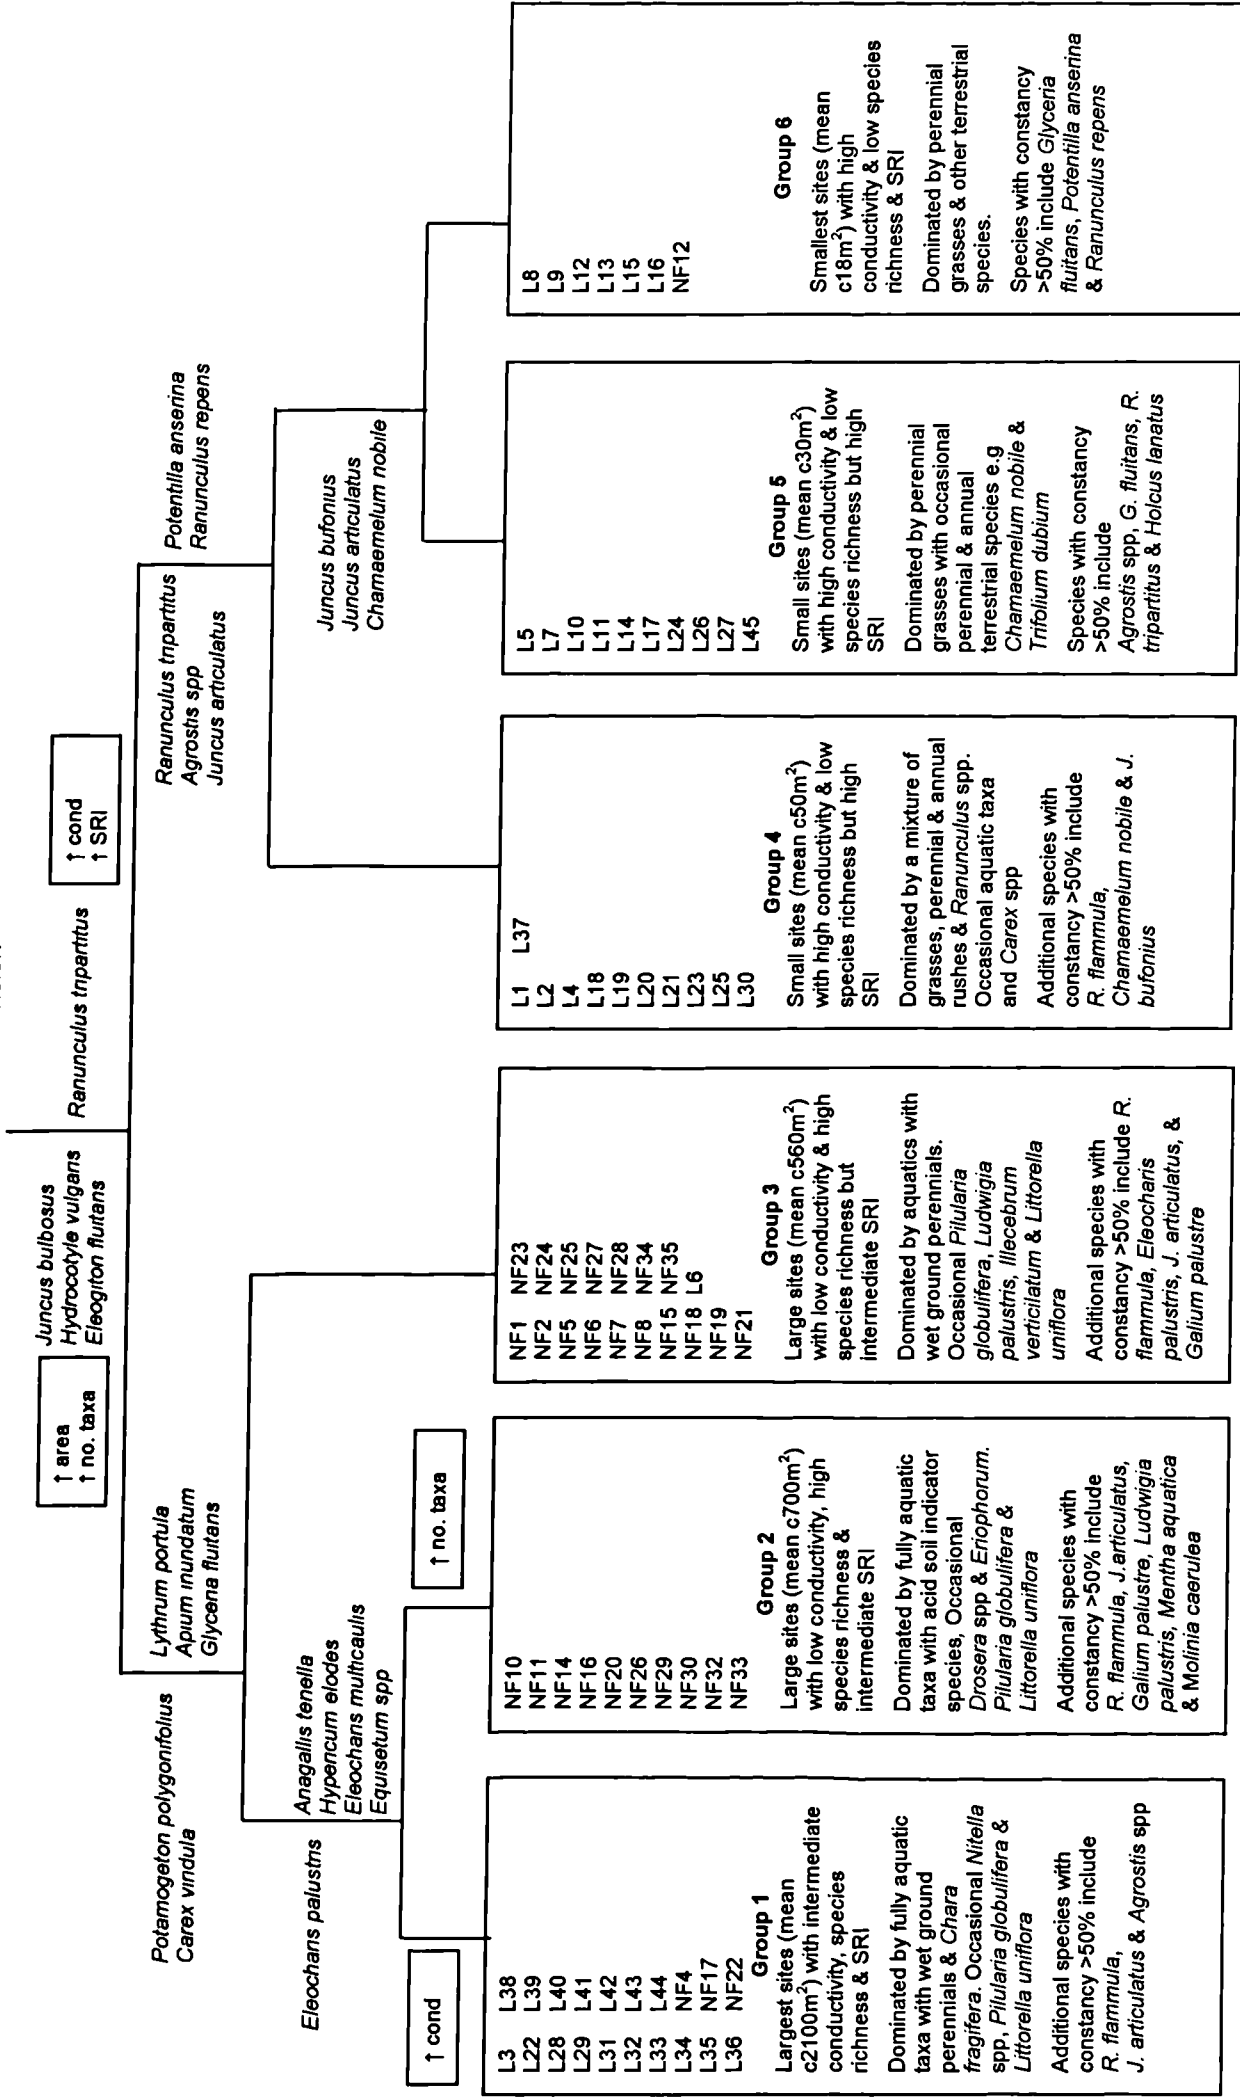 ↑ area
↑ no. taxa
Juncus bulbosus
Hydrocotyle vulgans
Eleogiton fluitans
Ranunculus tripartitus
↑ cond
↑ SRI
Potamogeton polygonifolius
Carex vindula
Lythrum portula
Apium inundatum
Glycena fluitans
Ranunculus tripartitus
Agrostis spp
Juncus articulatus
Potentilla anserina
Ranunculus repens
Eleochans palustris
Anagallis tenella
Hypencum elodes
Eleochans multicaulis
Equisetum spp
Juncus bufonius
Juncus articulatus
Chamaemelum nobile
↑ cond
↑ no. taxa
L3 L38
L22 L39
L28 L40
L29 L41
L31 L42
L32 L43
L33 L44
L34 NF4
L35 NF17
L36 NF22
Group 1
Largest sites (mean
c2100m²) with intermediate
conductivity, species
richness & SRI
Dominated by fully aquatic
taxa with wet ground
perennials & Chara
fragifera. Occasional Nitella
spp, Pilularia globulifera &
Littorella uniflora
Additional species with
constancy >50% include
R. flammula,
J. articulatus & Agrostis spp
NF10
NF11
NF14
NF16
NF20
NF26
NF29
NF30
NF32
NF33
Group 2
Large sites (mean c700m²)
with low conductivity, high
species richness &
intermediate SRI
Dominated by fully aquatic
taxa with acid soil indicator
species, Occasional
Drosera spp & Eriophorum.
Pilularia globulifera &
Littorella uniflora
Additional species with
constancy >50% include
R. flammula, J.articulatus,
Galium palustre, Ludwigia
palustris, Mentha aquatica
& Molinia caerulea
NF1 NF23
NF2 NF24
NF5 NF25
NF6 NF27
NF7 NF28
NF8 NF34
NF15 NF35
NF18 L6
NF19
NF21
Group 3
Large sites (mean c560m²)
with low conductivity & high
species richness but
intermediate SRI
Dominated by aquatics with
wet ground perennials.
Occasional Pilularia
globulifera, Ludwigia
palustris, Illecebrum
verticilatum & Littorella
uniflora
Additional species with
constancy >50% include R.
flammula, Eleocharis
palustris, J. articulatus, &
Galium palustre
L1 L37
L2
L4
L18
L19
L20
L21
L23
L25
L30
Group 4
Small sites (mean c50m²)
with high conductivity & low
species richness but high
SRI
Dominated by a mixture of
grasses, perennial & annual
rushes & Ranunculus spp.
Occasional aquatic taxa
and Carex spp
Additional species with
constancy >50% include
R. flammula,
Chamaemelum nobile & J.
bufonius
L5
L7
L10
L11
L14
L17
L24
L26
L27
L45
Group 5
Small sites (mean c30m²)
with high conductivity & low
species richness but high
SRI
Dominated by perennial
grasses with occasional
perennial & annual
terrestrial species e.g
Chamaemelum nobile &
Trifolium dubium
Species with constancy
>50% include
Agrostis spp, G. fluitans, R.
tripartitus & Holcus lanatus
L8
L9
L12
L13
L15
L16
NF12
Group 6
Smallest sites (mean
c18m²) with high
conductivity & low species
richness & SRI
Dominated by perennial
grasses & other terrestrial
species.
Species with constancy
>50% include Glyceria
fluitans, Potentilla anserina
& Ranunculus repens